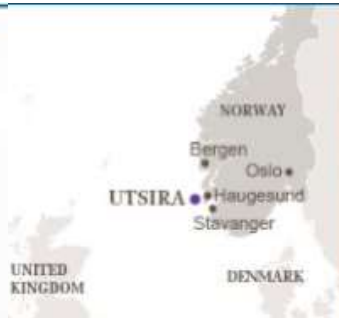 NORWAY
Bergen
Oslo
UTSIRA
Haugesund
Stavanger
UNITED
KINGDOM
DENMARK